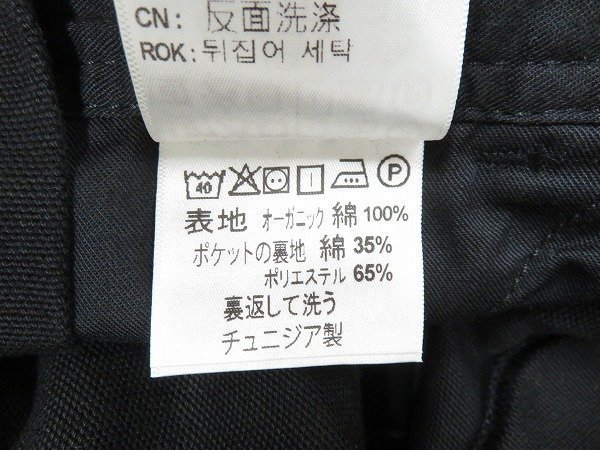 CN: 反面洗涤
ROK: 뒤집어 세탁
40 P
表地 オーガニック 綿 100%
ポケットの裏地 綿 35%
ポリエステル 65%
裏返して洗う
チュニジア製